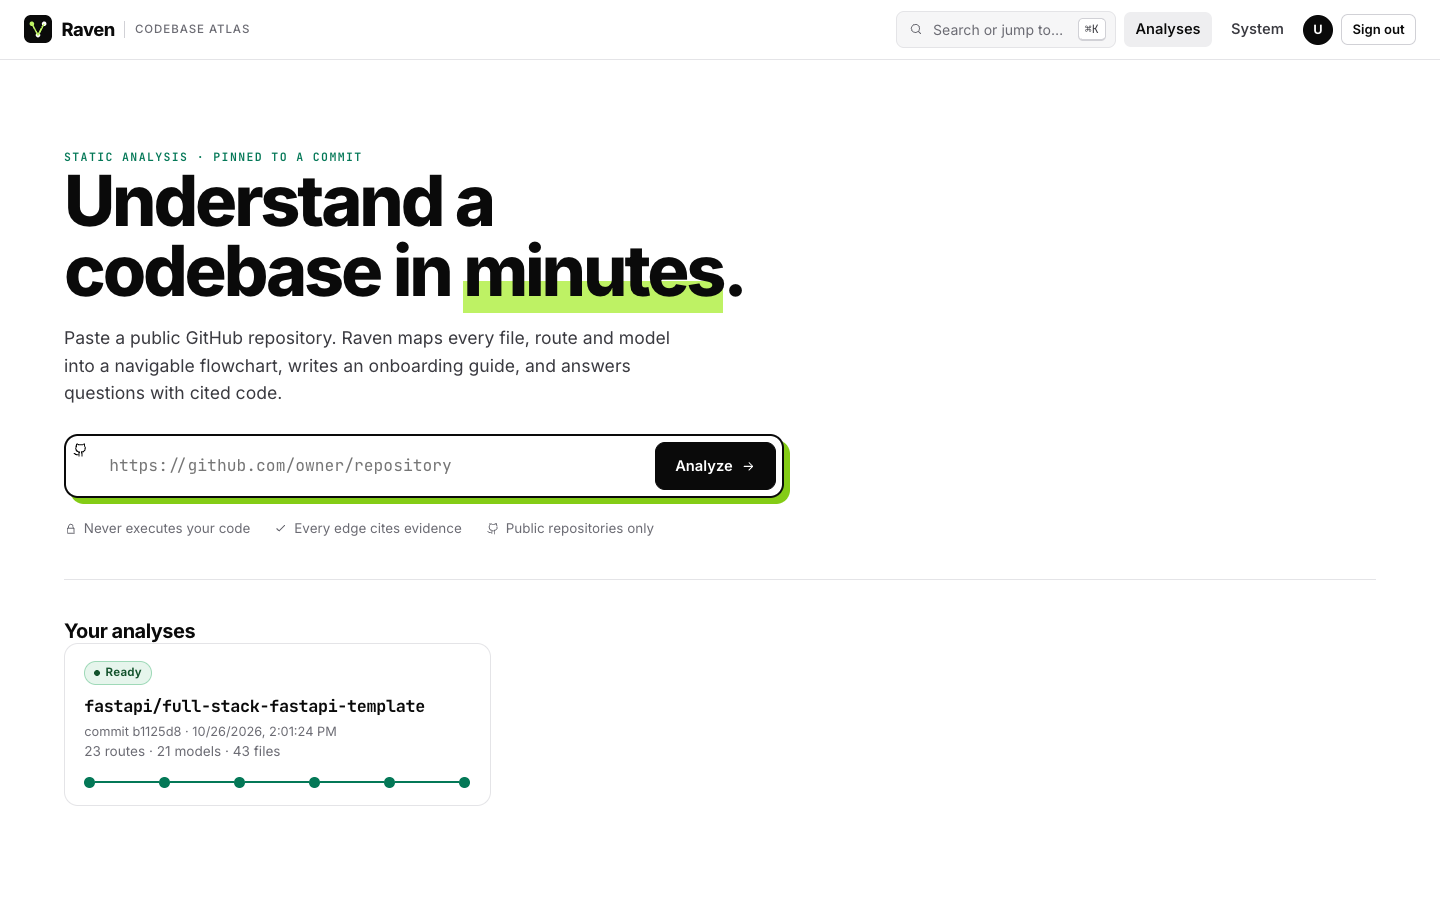 Raven
CODEBASE ATLAS
Search or jump to...
⌘K
Analyses
System
U
Sign out
STATIC ANALYSIS · PINNED TO A COMMIT
Understand a
codebase in minutes.
Paste a public GitHub repository. Raven maps every file, route and model
into a navigable flowchart, writes an onboarding guide, and answers
questions with cited code.
https://github.com/owner/repository
Analyze →
Never executes your code
Every edge cites evidence
Public repositories only
Your analyses
Ready
fastapi/full-stack-fastapi-template
commit b1125d8 · 10/26/2026, 2:01:24 PM
23 routes · 21 models · 43 files